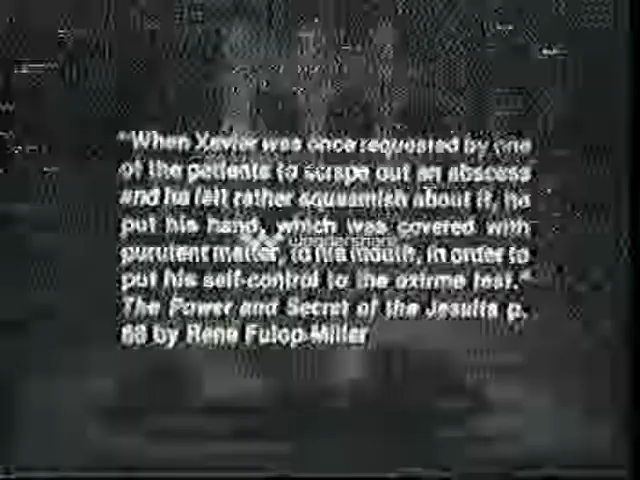 "When Xavier was once requested by one
of the patients to scrape out an abscess
and he felt rather squeamish about it, he
put his hand, which was covered with
purulent matter, to his mouth, in order to
put his self-control to the extrme test."
The Power and Secret of the Jesuits p.
by Rene Fulop-Miller
wondershare